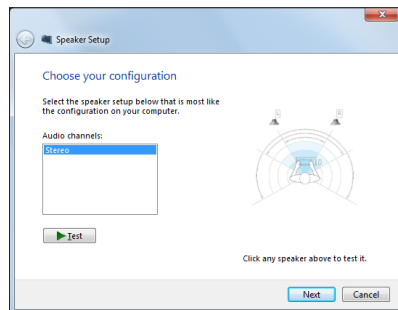 Speaker Setup
Choose your configuration
Select the speaker setup below that is most like
the configuration on your computer.
Audio channels:
Stereo
L
R
Test
Click any speaker above to test it.
Next
Cancel